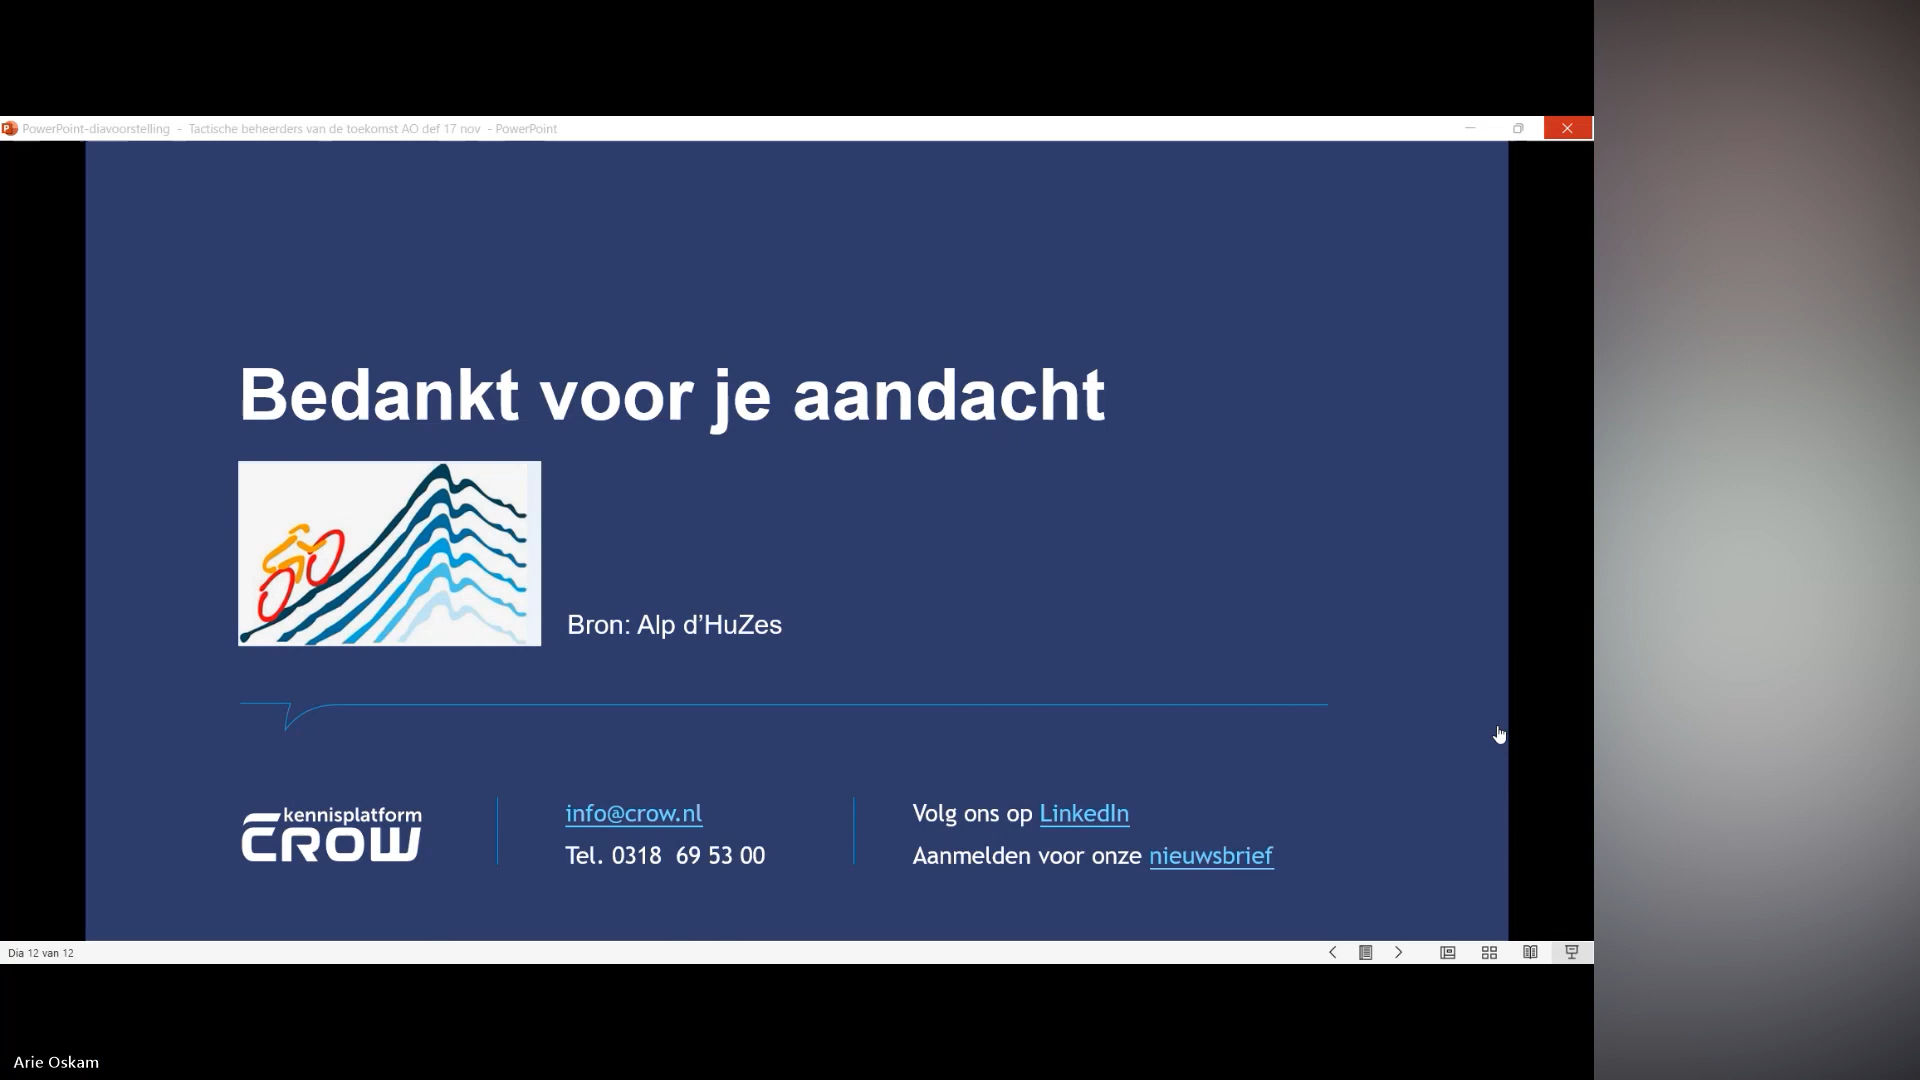 PowerPoint-diavoorstelling - Tactische beheerders van de toekomst AO def 17 nov - PowerPoint
Bedankt voor je aandacht
Bron: Alp d’HuZes
kennisplatform
CROW
info@crow.nl
Tel. 0318 69 53 00
Volg ons op LinkedIn
Aanmelden voor onze nieuwsbrief
Dia 12 van 12
Arie Oskam